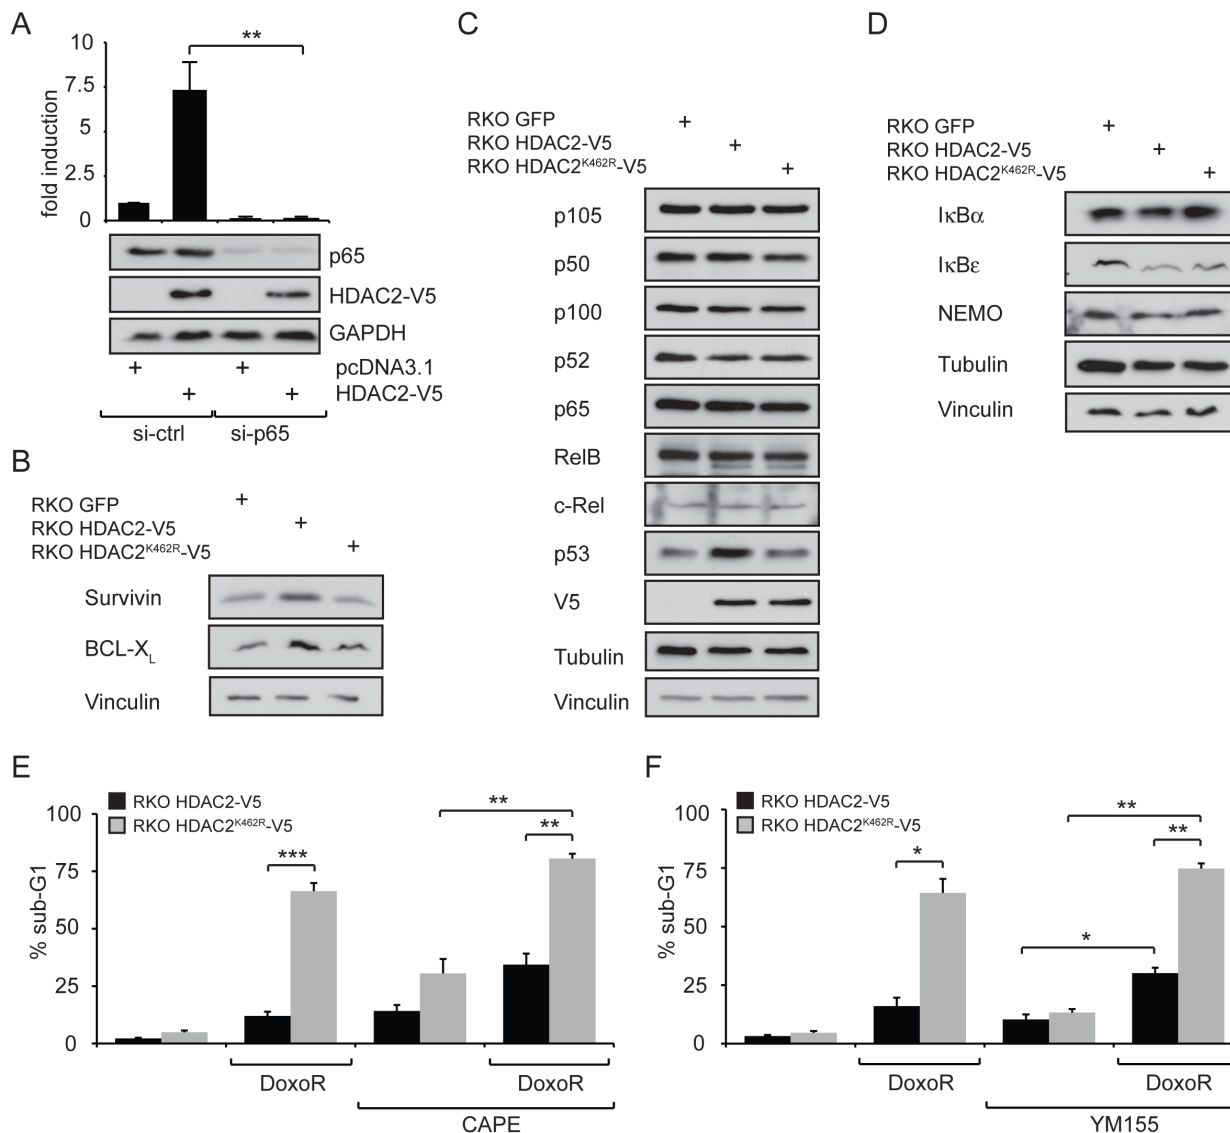 A
**
10
7.5
5
2.5
0
fold induction
p65
HDAC2-V5
GAPDH
+ + pcDNA3.1
+ + HDAC2-V5
si-ctrl si-p65
B
RKO GFP +
RKO HDAC2-V5 +
RKO HDAC2K462R-V5 +
Survivin
BCL-XL
Vinculin
C
RKO GFP +
RKO HDAC2-V5 +
RKO HDAC2K462R-V5 +
p105
p50
p100
p52
p65
RelB
c-Rel
p53
V5
Tubulin
Vinculin
D
RKO GFP +
RKO HDAC2-V5 +
RKO HDAC2K462R-V5 +
IκBα
IκBε
NEMO
Tubulin
Vinculin
E
RKO HDAC2-V5
RKO HDAC2K462R-V5
100
75
50
25
0
% sub-G1
***
**
**
DoxoR DoxoR
CAPE
F
RKO HDAC2-V5
RKO HDAC2K462R-V5
100
75
50
25
0
% sub-G1
*
*
**
**
DoxoR DoxoR
YM155